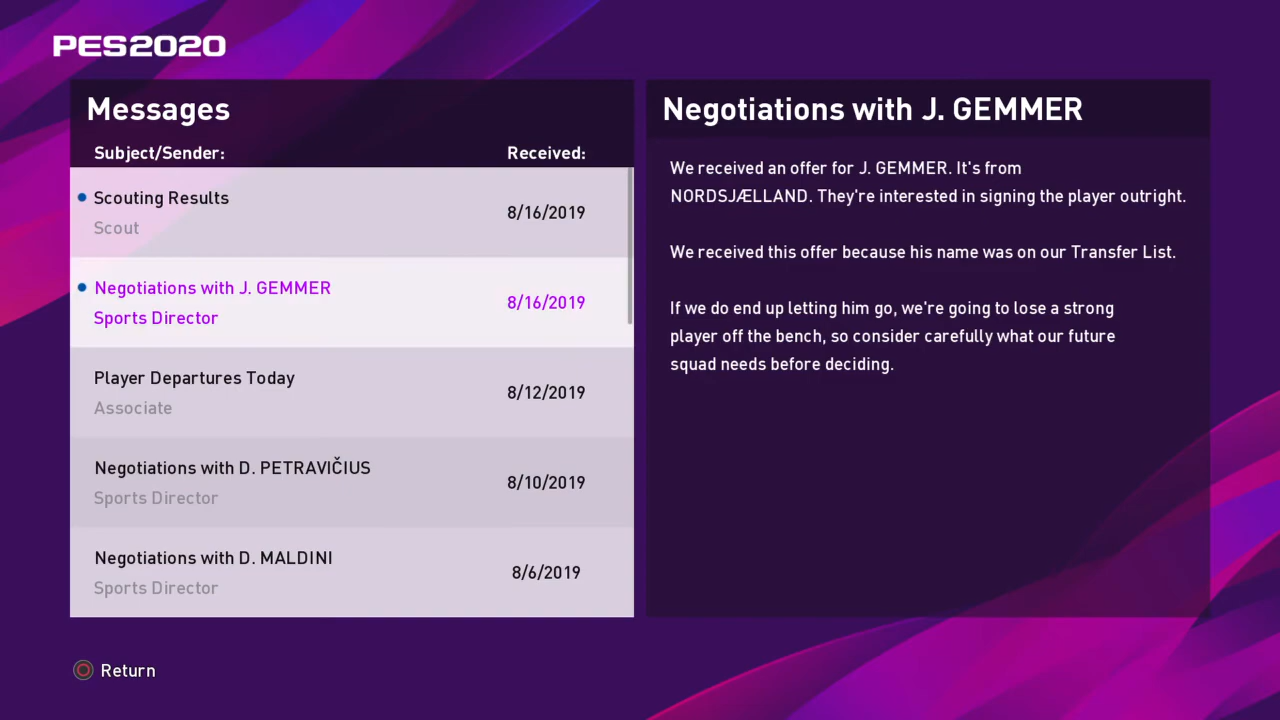 PES2020
Messages
Subject/Sender:
Received:
Scouting Results
Scout
8/16/2019
Negotiations with J. GEMMER
Sports Director
8/16/2019
Player Departures Today
Associate
8/12/2019
Negotiations with D. PETRAVIČIUS
Sports Director
8/10/2019
Negotiations with D. MALDINI
Sports Director
8/6/2019
Negotiations with J. GEMMER
We received an offer for J. GEMMER. It's from
NORDSJÆLLAND. They're interested in signing the player outright.
We received this offer because his name was on our Transfer List.
If we do end up letting him go, we're going to lose a strong
player off the bench, so consider carefully what our future
squad needs before deciding.
Return